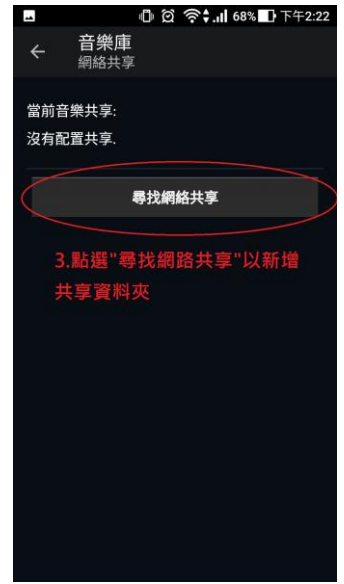 68% 下午2:22
音樂庫
網絡共享
當前音樂共享:
沒有配置共享.
尋找網絡共享
3.點選"尋找網路共享"以新增
共享資料夾